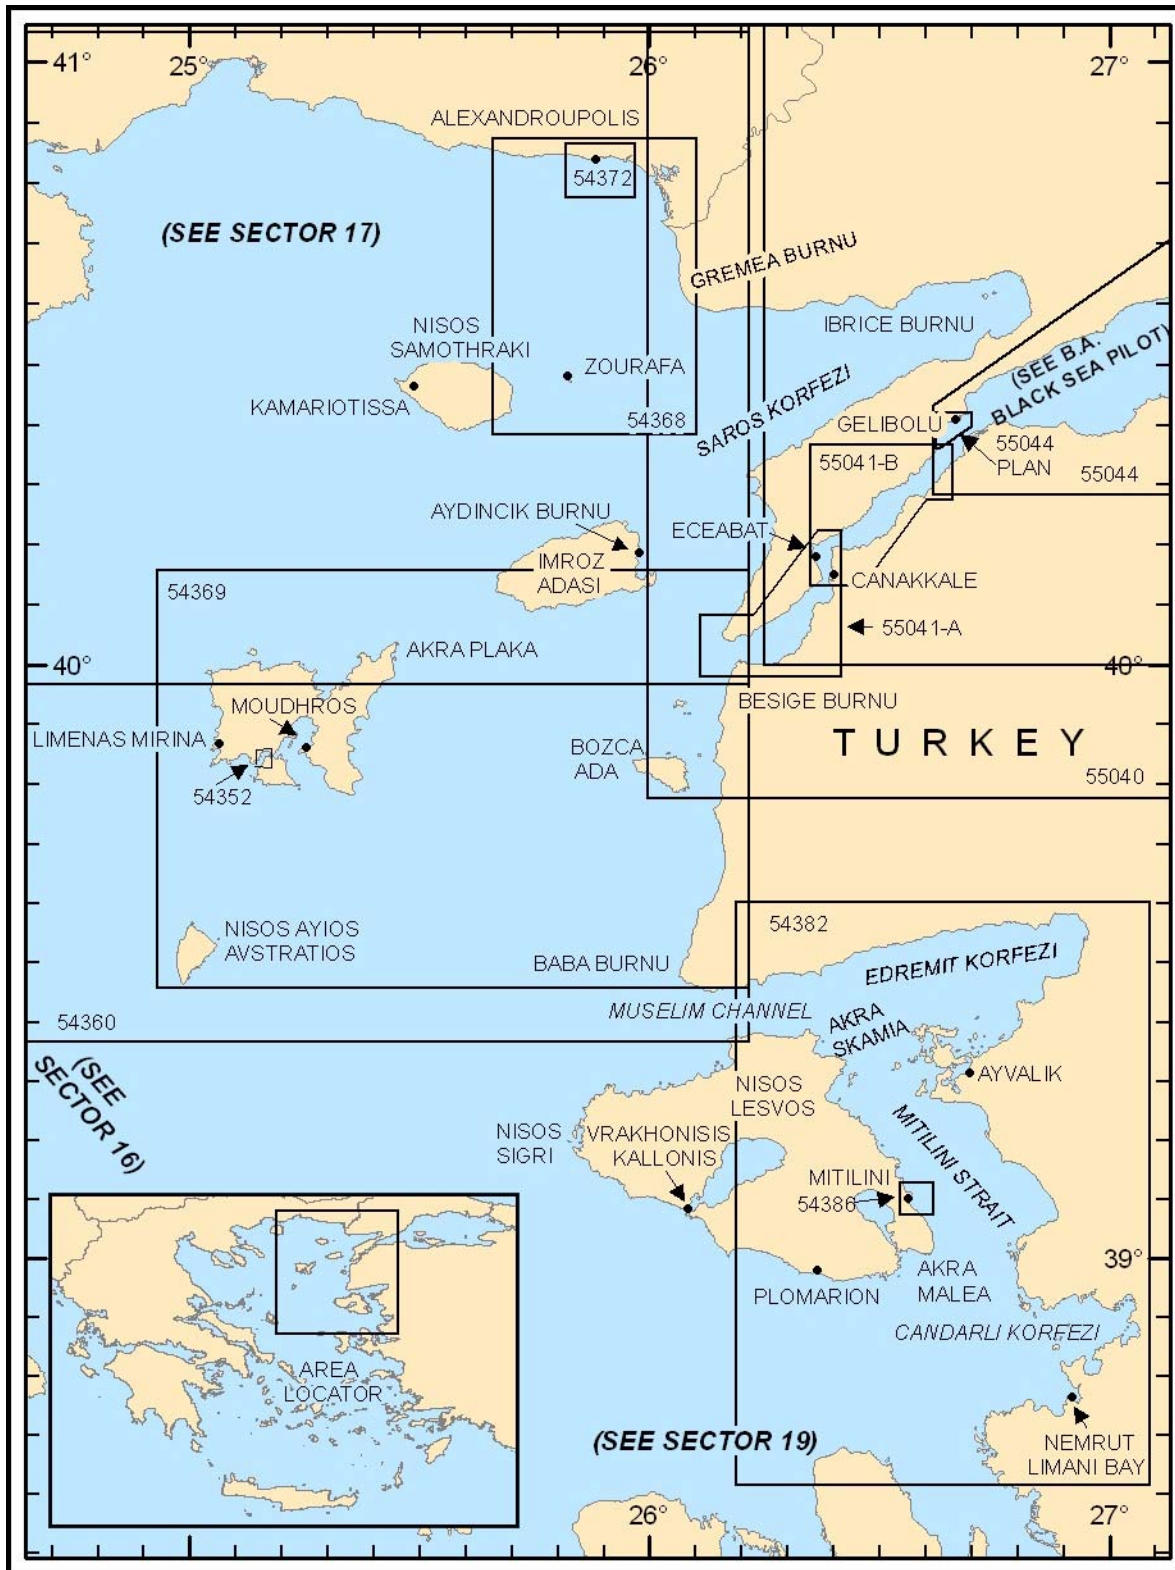 41°
25°
26°
27°
ALEXANDROUPOLIS
54372
(SEE SECTOR 17)
GREMEA BURNU
NISOS
SAMOTHRAKI
IBRICE BURNU
ZOURAFA
KAMARIOTISSA
54368
SAROS KORFEZI
(SEE B.A.
BLACK SEA PILOT)
GELIBOLU
55044
PLAN
55041-B
55044
AYDINCIK BURNU
ECEABAT
IMROZ
ADASI
CANAKKALE
54369
55041-A
AKRA PLAKA
40°
40°
MOUDHROS
BESIGE BURNU
LIMENAS MIRINA
BOZCA
ADA
TURKEY
54352
55040
NISOS AYIOS
AVSTRATIOS
54382
BABA BURNU
EDREMIT KORFEZI
MUSELIM CHANNEL
AKRA
SKAMIA
54360
(SEE
SECTOR 16)
NISOS
LESVOS
AYVALIK
NISOS
SIGRI
VRAKHONISIS
KALLONIS
MITILINI STRAIT
MITILINI
54386
39°
AKRA
MALEA
PLOMARION
CANDARLI KORFEZI
AREA
LOCATOR
(SEE SECTOR 19)
NEMRUT
LIMANI BAY
26°
27°